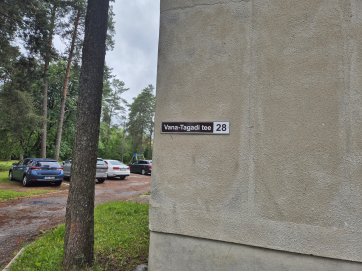 Vana-Tagadi tee 28